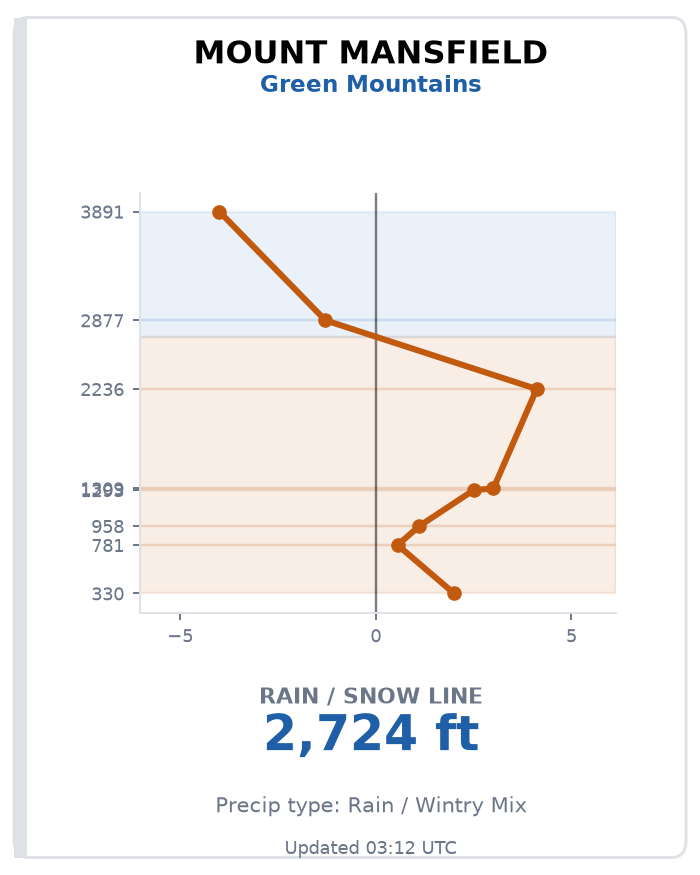 MOUNT MANSFIELD
Green Mountains
3891
2877
2236
958
781
330
−5 0 5
RAIN / SNOW LINE
2,724 ft
Precip type: Rain / Wintry Mix
Updated 03:12 UTC